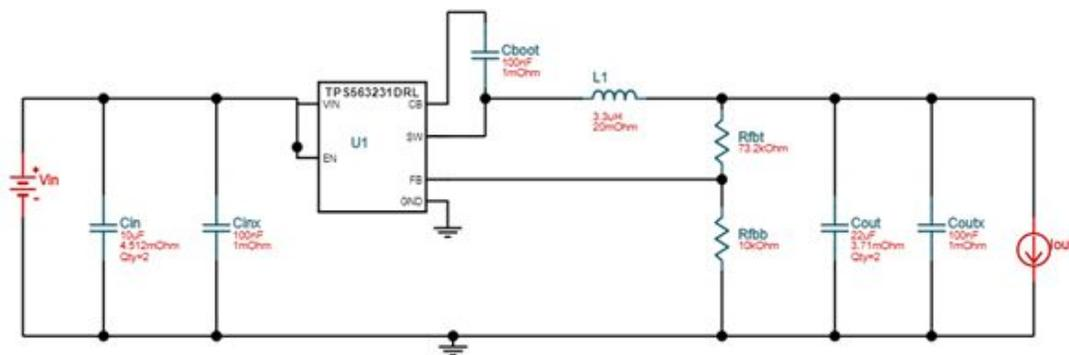 Cboot
100nF
1mOhm
TPS563231DRL
VIN
CB
L1
3.3uH
20mOhm
U1
SW
Rfbt
73.2kOhm
EN
FB
Vin
GND
Cin
10uF
4.512mOhm
Qty=2
Cinx
100nF
1mOhm
Rfbb
10kOhm
Cout
22uF
3.71mOhm
Qty=2
Coutx
100nF
1mOhm
Iou